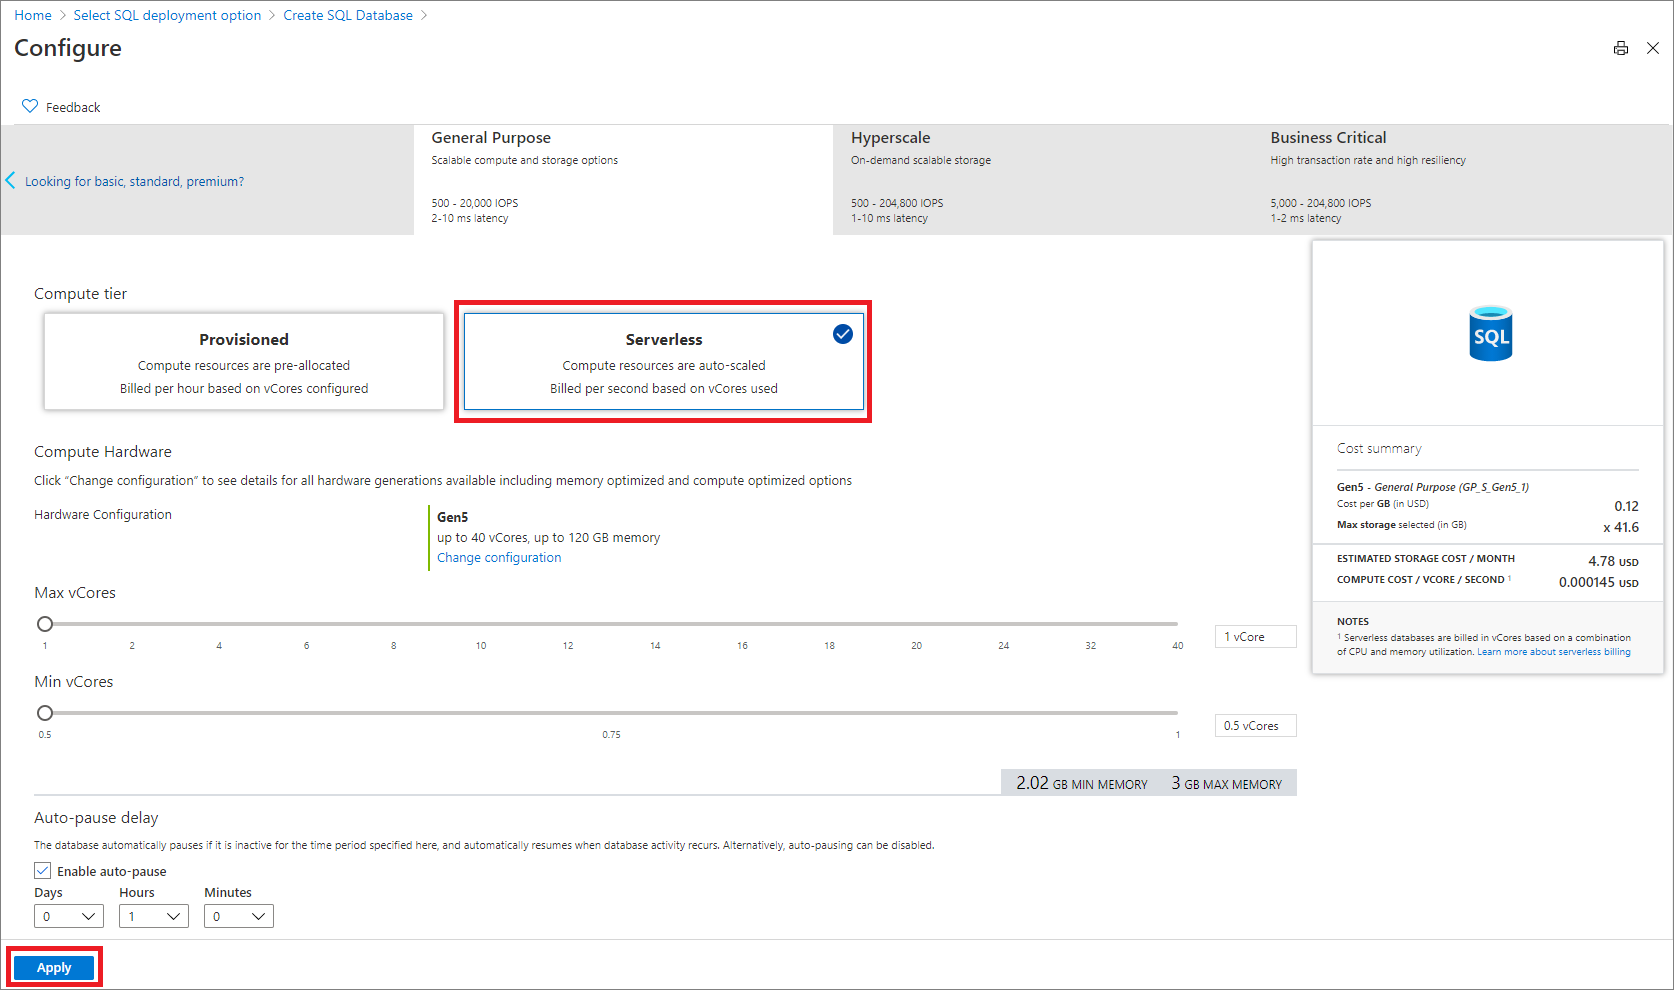 Home > Select SQL deployment option > Create SQL Database >
Configure
Feedback
Looking for basic, standard, premium?
General Purpose
Scalable compute and storage options
500 - 20,000 IOPS
2-10 ms latency
Hyperscale
On-demand scalable storage
500 - 204,800 IOPS
1-10 ms latency
Business Critical
High transaction rate and high resiliency
5,000 - 204,800 IOPS
1-2 ms latency
Compute tier
Provisioned
Compute resources are pre-allocated
Billed per hour based on vCores configured
Serverless
Compute resources are auto-scaled
Billed per second based on vCores used
Compute Hardware
Click "Change configuration" to see details for all hardware generations available including memory optimized and compute optimized options
Hardware Configuration
Gen5
up to 40 vCores, up to 120 GB memory
Change configuration
Max vCores
1 2 4 6 8 10 12 14 16 18 20 24 32 40
1 vCore
Min vCores
0.5 0.75 1
0.5 vCores
2.02 GB MIN MEMORY 3 GB MAX MEMORY
Auto-pause delay
The database automatically pauses if it is inactive for the time period specified here, and automatically resumes when database activity recurs. Alternatively, auto-pausing can be disabled.
Enable auto-pause
Days Hours Minutes
0 1 0
Apply
SQL
Cost summary
Gen5 - General Purpose (GP_S_Gen5_1)
Cost per GB (in USD) 0.12
Max storage selected (in GB) x 41.6
ESTIMATED STORAGE COST / MONTH 4.78 USD
COMPUTE COST / VCORE / SECOND ¹ 0.000145 USD
NOTES
¹ Serverless databases are billed in vCores based on a combination
of CPU and memory utilization. Learn more about serverless billing